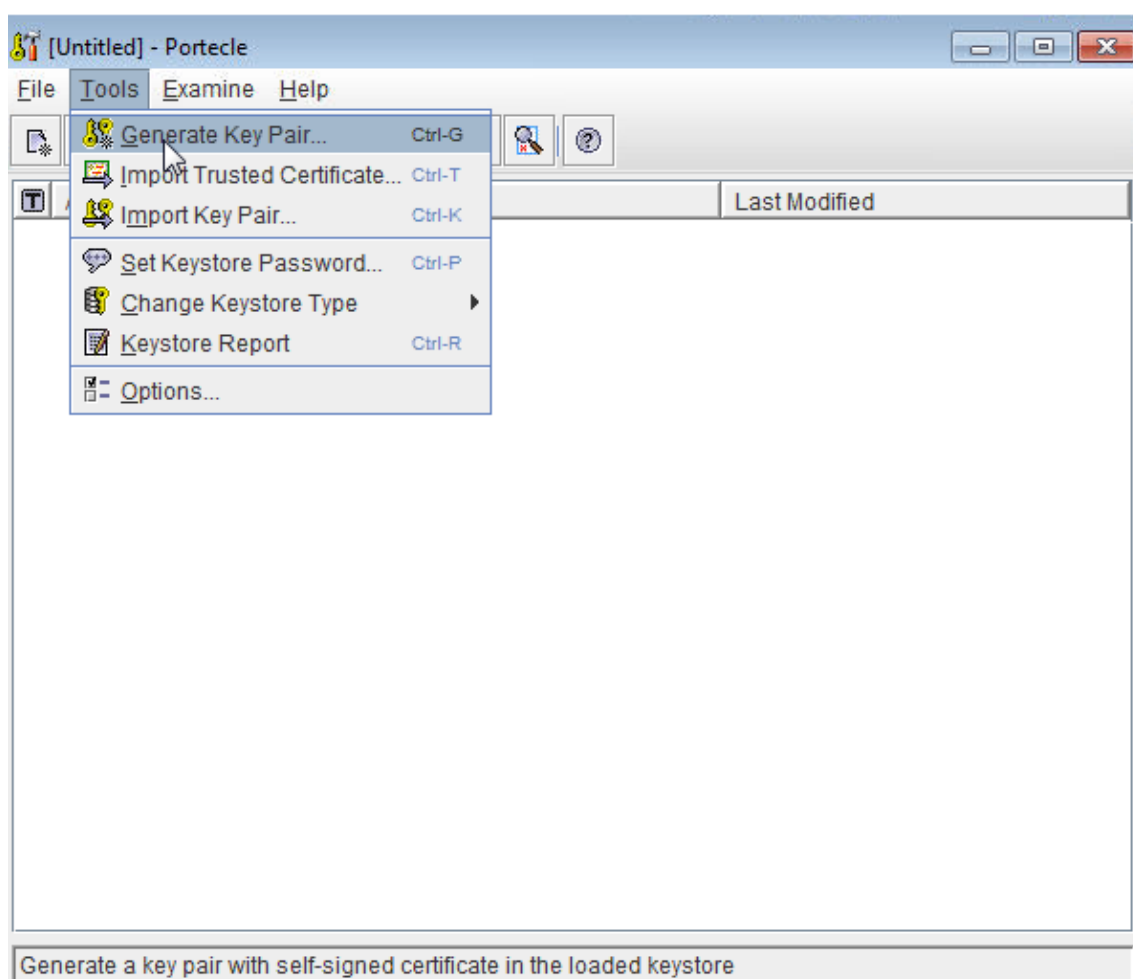 [Untitled] - Portecle
File Tools Examine Help
Generate Key Pair... Ctrl-G
Import Trusted Certificate... Ctrl-T
T Last Modified
Import Key Pair... Ctrl-K
Set Keystore Password... Ctrl-P
Change Keystore Type
Keystore Report Ctrl-R
Options...
Generate a key pair with self-signed certificate in the loaded keystore